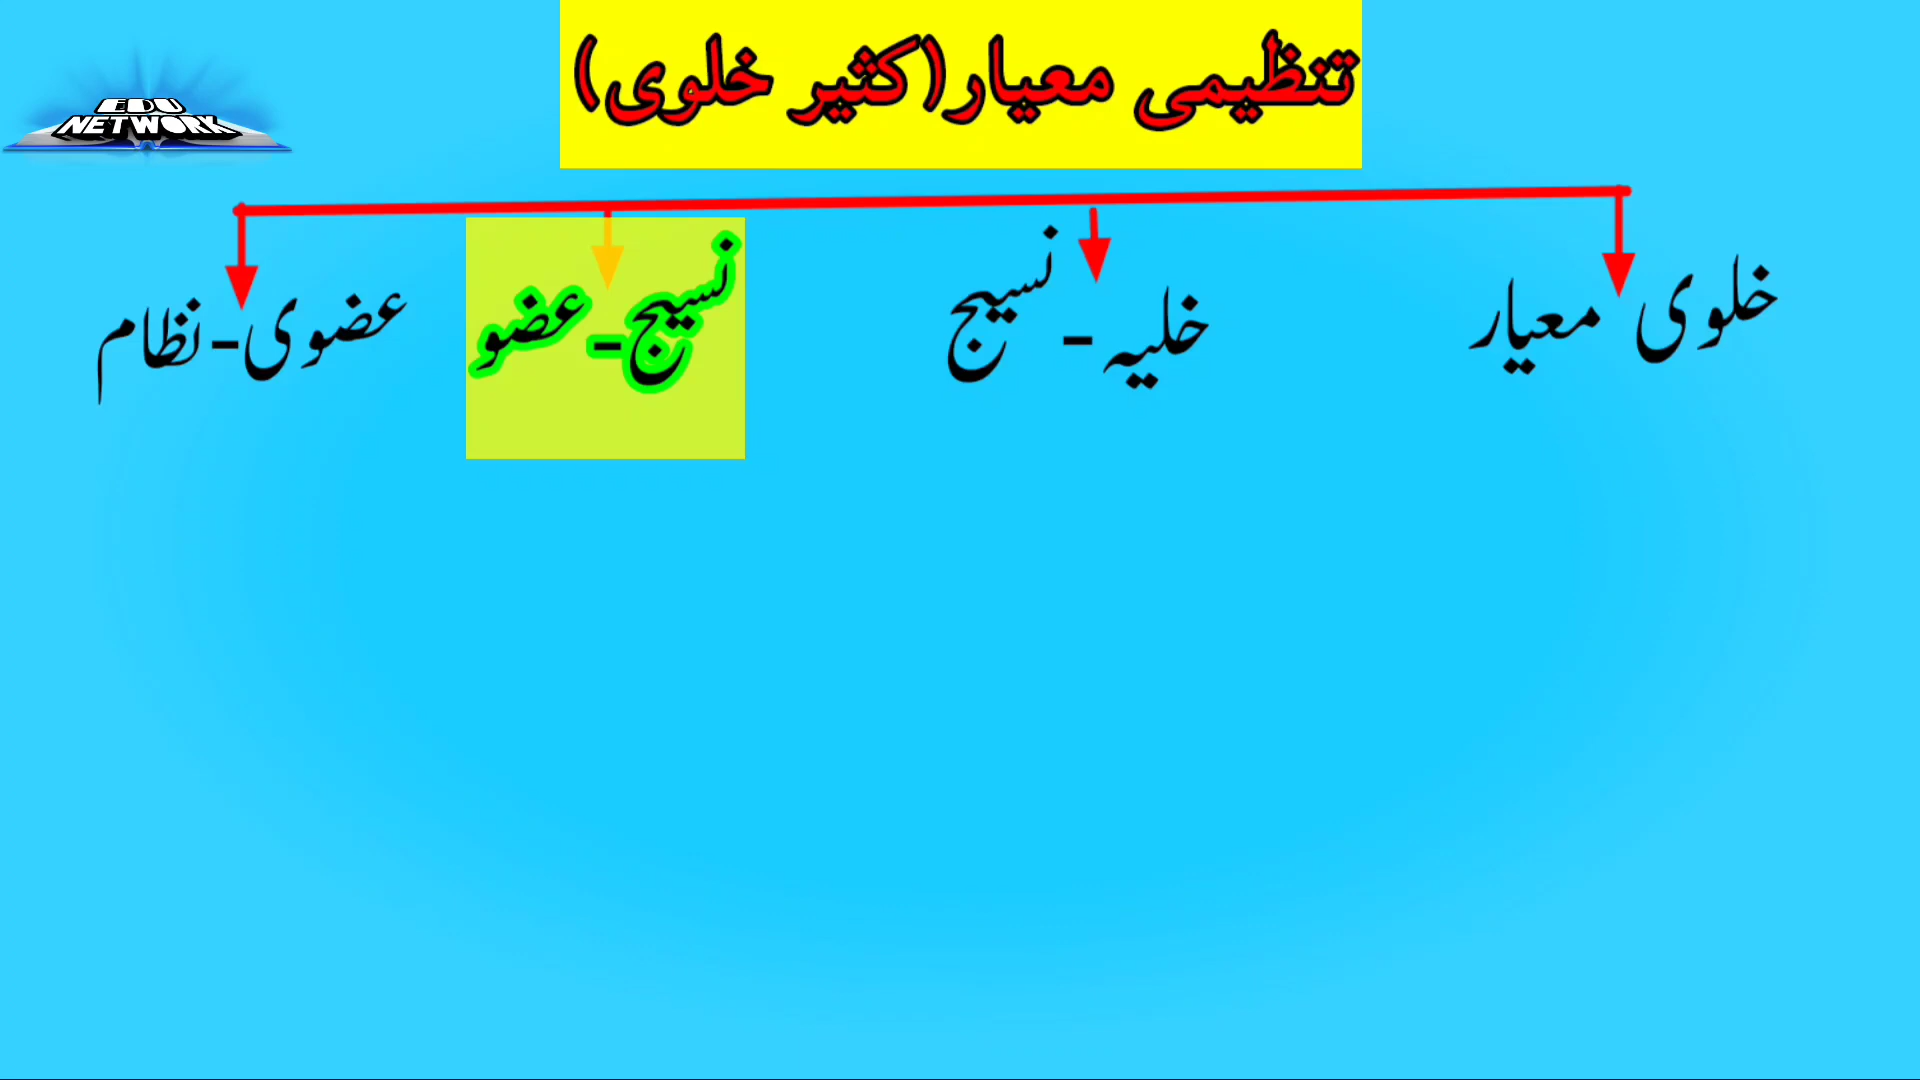 تنظیمی معیار(کثیر خلوی)
EDU
NETWORK
خلوی معیار
خلیہ - نسیج
نسیج-عضو
عضوی-نظام